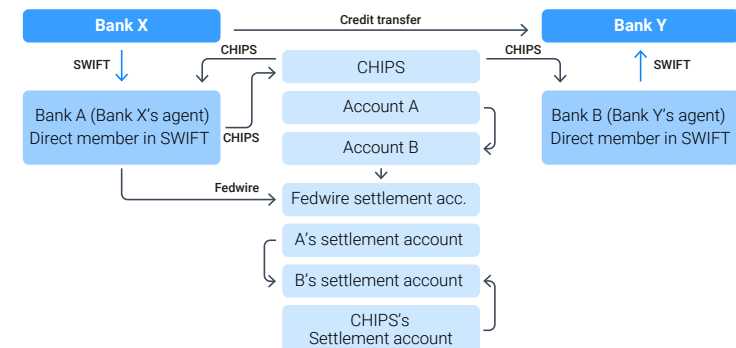 Bank X
Credit transfer
Bank Y
SWIFT
CHIPS
CHIPS
CHIPS
SWIFT
Bank A (Bank X's agent)
Direct member in SWIFT
CHIPS
Account A
Account B
Bank B (Bank Y's agent)
Direct member in SWIFT
Fedwire
Fedwire settlement acc.
A's settlement account
B's settlement account
CHIPS's
Settlement account